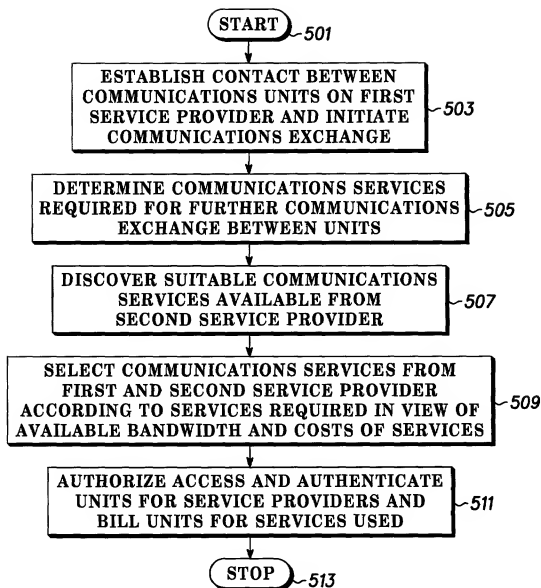 START
501
ESTABLISH CONTACT BETWEEN
COMMUNICATIONS UNITS ON FIRST
SERVICE PROVIDER AND INITIATE
COMMUNICATIONS EXCHANGE
503
DETERMINE COMMUNICATIONS SERVICES
REQUIRED FOR FURTHER COMMUNICATIONS
EXCHANGE BETWEEN UNITS
505
DISCOVER SUITABLE COMMUNICATIONS
SERVICES AVAILABLE FROM
SECOND SERVICE PROVIDER
507
SELECT COMMUNICATIONS SERVICES FROM
FIRST AND SECOND SERVICE PROVIDER
ACCORDING TO SERVICES REQUIRED IN VIEW OF
AVAILABLE BANDWIDTH AND COSTS OF SERVICES
509
AUTHORIZE ACCESS AND AUTHENTICATE
UNITS FOR SERVICE PROVIDERS AND
BILL UNITS FOR SERVICES USED
511
STOP
513